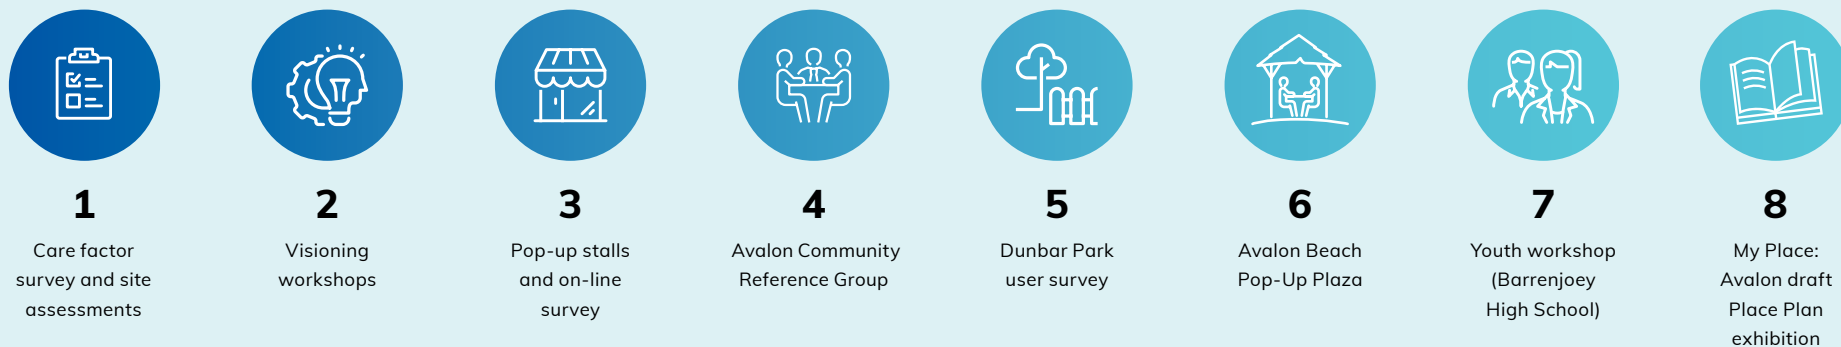 1
Care factor
survey and site
assessments
2
Visioning
workshops
3
Pop-up stalls
and on-line
survey
4
Avalon Community
Reference Group
5
Dunbar Park
user survey
6
Avalon Beach
Pop-Up Plaza
7
Youth workshop
(Barrenjoey
High School)
8
My Place:
Avalon draft
Place Plan
exhibition